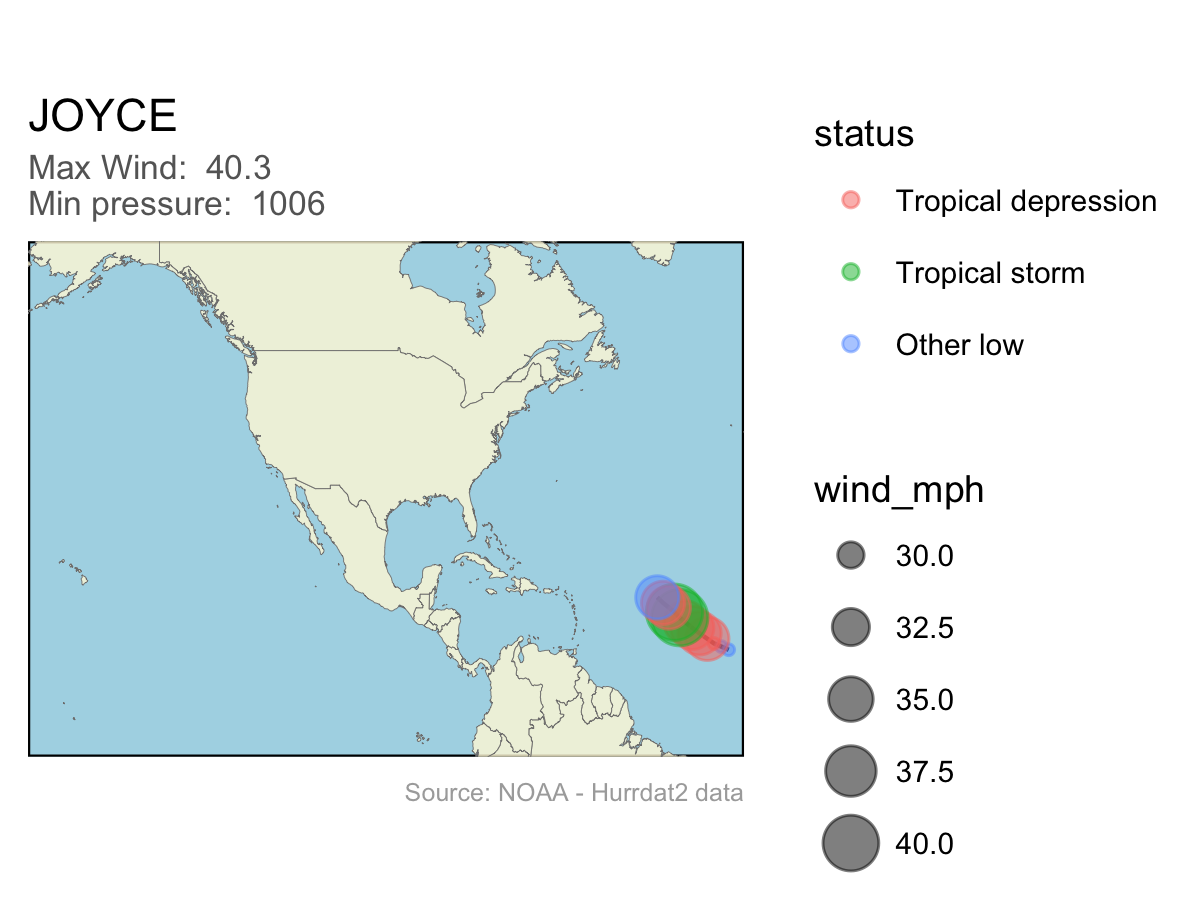 JOYCE
Max Wind:  40.3
Min pressure:  1006
Source: NOAA - Hurrdat2 data
status
Tropical depression
Tropical storm
Other low
wind_mph
30.0
32.5
35.0
37.5
40.0